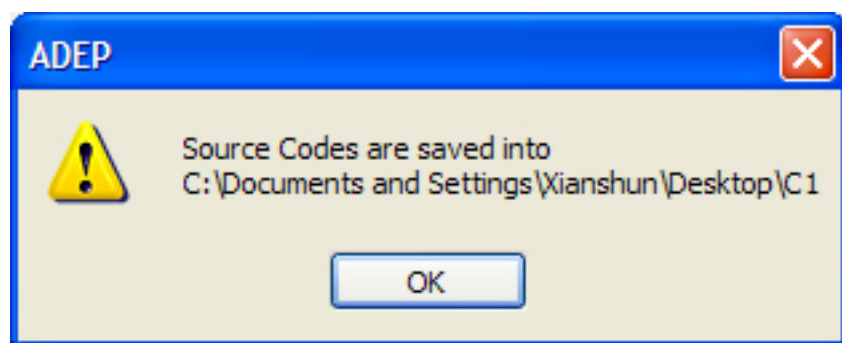 ADEP
Source Codes are saved into
C:\Documents and Settings\Xianshun\Desktop\C1
OK